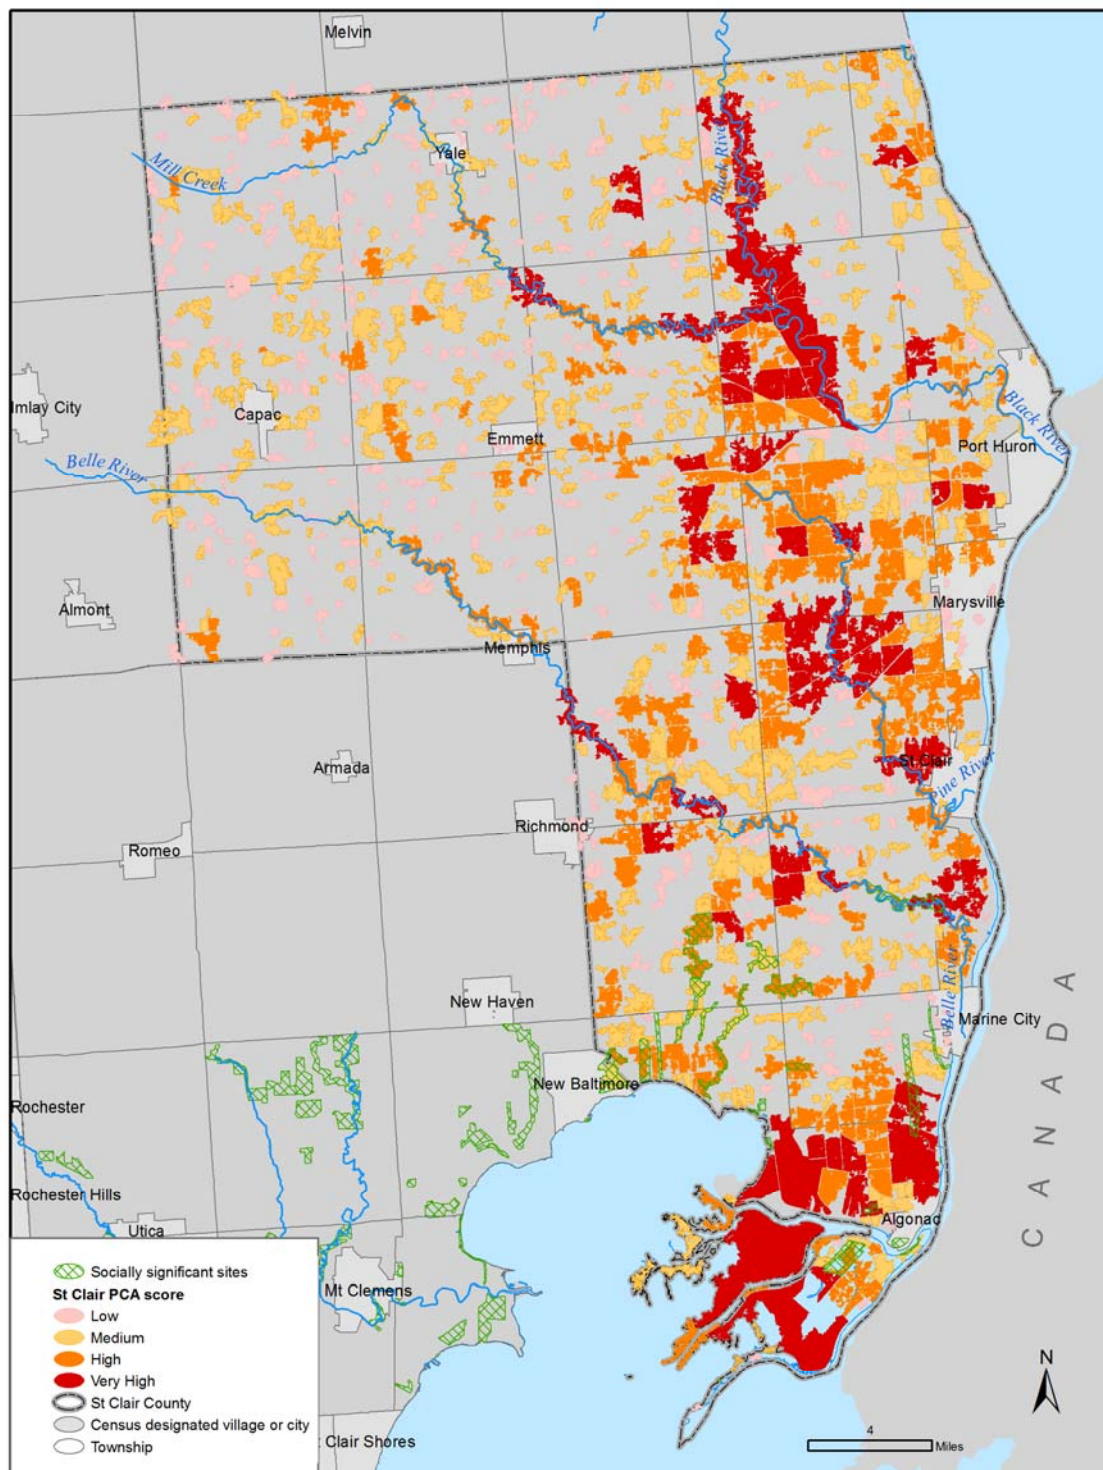 Melvin
Mill Creek
Yale
Black River
Imlay City
Capac
Emmett
Black River
Port Huron
Belle River
Almont
Marysville
Memphis
Armada
St Clair
Pine River
Richmond
Romeo
Belle River
New Haven
Marine City
New Baltimore
CANADA
Rochester
Rochester Hills
Utica
Algonac
Mt Clemens
Clair Shores
Socially significant sites
St Clair PCA score
Low
Medium
High
Very High
St Clair County
Census designated village or city
Township
N
4
Miles